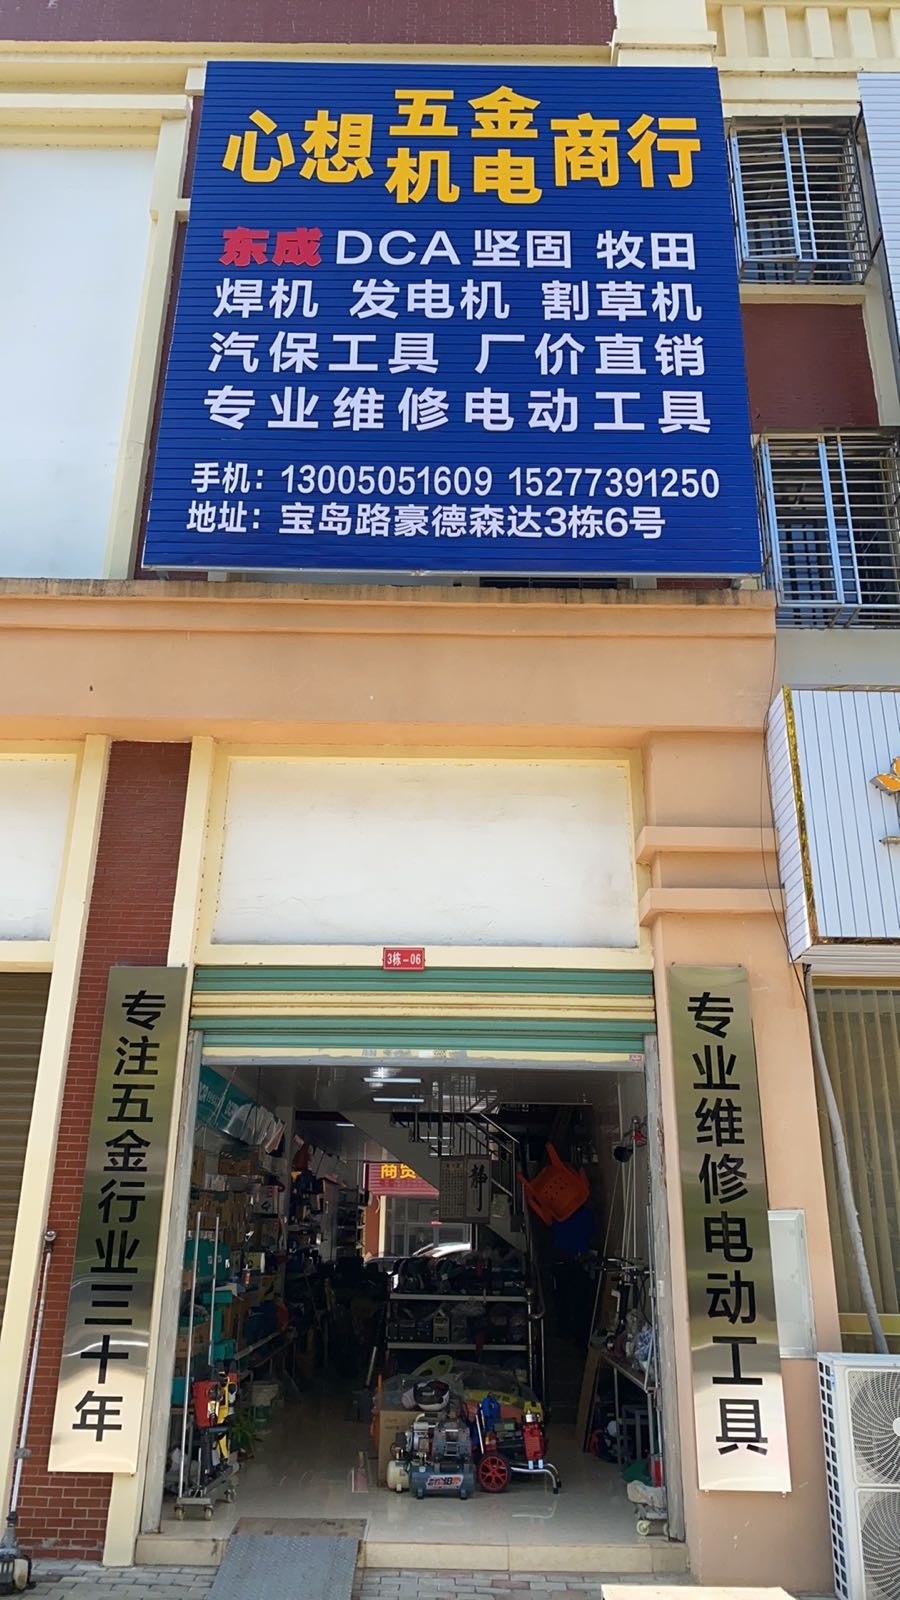 心想五金机电商行
东成 DCA 坚固 牧田
焊机 发电机 割草机
汽保工具 厂价直销
专业维修电动工具
手机：13005051609 15277391250
地址：宝岛路豪德森达3栋6号
3栋-06
专注五金行业三十年
专业维修电动工具
商贸
静